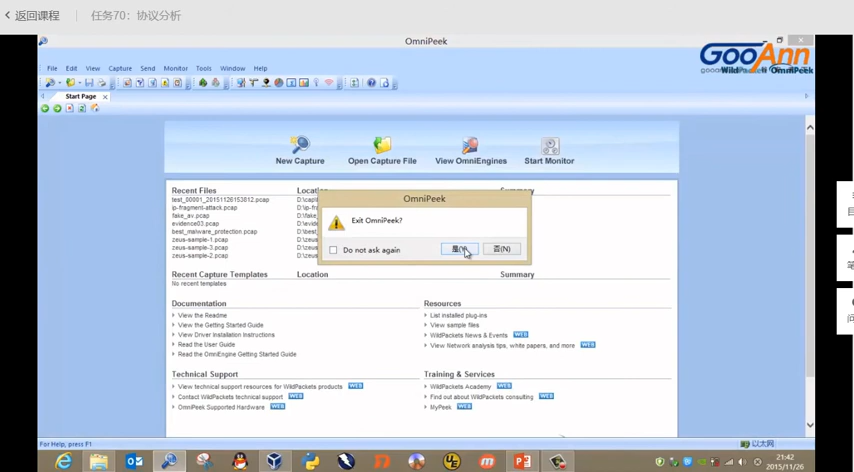 返回课程 任务70：协议分析
OmniPeek
File Edit View Capture Send Monitor Tools Window Help
GooAnn
WildPackets OmniPeek
Start Page
New Capture Open Capture File View OmniEngines Start Monitor
Recent Files Location Summary
test_00001_20151126153812.pcap
ip-fragment-attack.pcap
fake_av.pcap
evidence03.pcap
best_malware_protection.pcap
zeus-sample-1.pcap
zeus-sample-3.pcap
zeus-sample-2.pcap
OmniPeek
Exit OmniPeek?
Do not ask again 是(Y) 否(N)
Recent Capture Templates Location Summary
No recent templates
Documentation
View the Readme
View the Getting Started Guide
View Driver Installation Instructions
Read the User Guide
Read the OmniEngine Getting Started Guide
Resources
List installed plug-ins
View sample files
WildPackets News & Events WEB
View Network analysis tips, white papers, and more WEB
Technical Support
View technical support resources for WildPackets products WEB
Contact WildPackets technical support WEB
OmniPeek Supported Hardware WEB
Training & Services
WildPackets Academy WEB
Find out about WildPackets consulting WEB
MyPeek WEB
For Help, press F1 以太网
21:42
2015/11/26